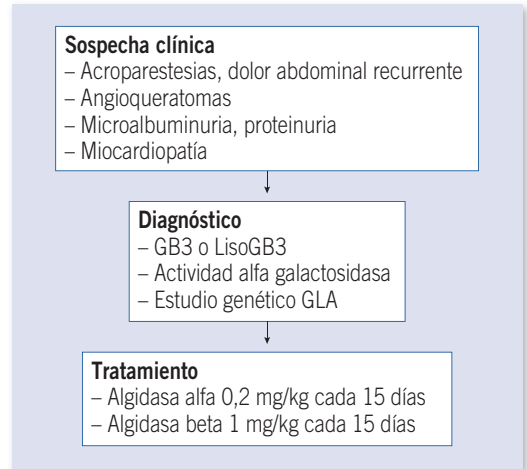 Sospecha clínica
– Acroparestesias, dolor abdominal recurrente
– Angioqueratomas
– Microalbuminuria, proteinuria
– Miocardiopatía
Diagnóstico
– GB3 o LisoGB3
– Actividad alfa galactosidasa
– Estudio genético GLA
Tratamiento
– Algidasa alfa 0,2 mg/kg cada 15 días
– Algidasa beta 1 mg/kg cada 15 días